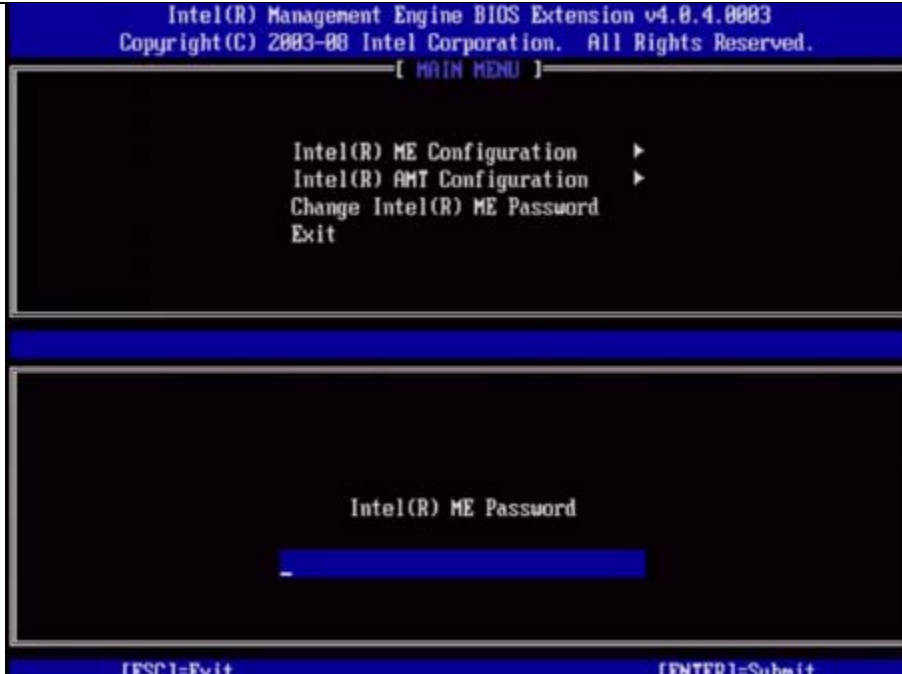 Intel(R) Management Engine BIOS Extension v4.0.4.0003
Copyright(C) 2003-08 Intel Corporation. All Rights Reserved.
[ MAIN MENU ]
Intel(R) ME Configuration ►
Intel(R) AMT Configuration ►
Change Intel(R) ME Password
Exit
Intel(R) ME Password
_
[ESC]=Exit [ENTER]=Submit